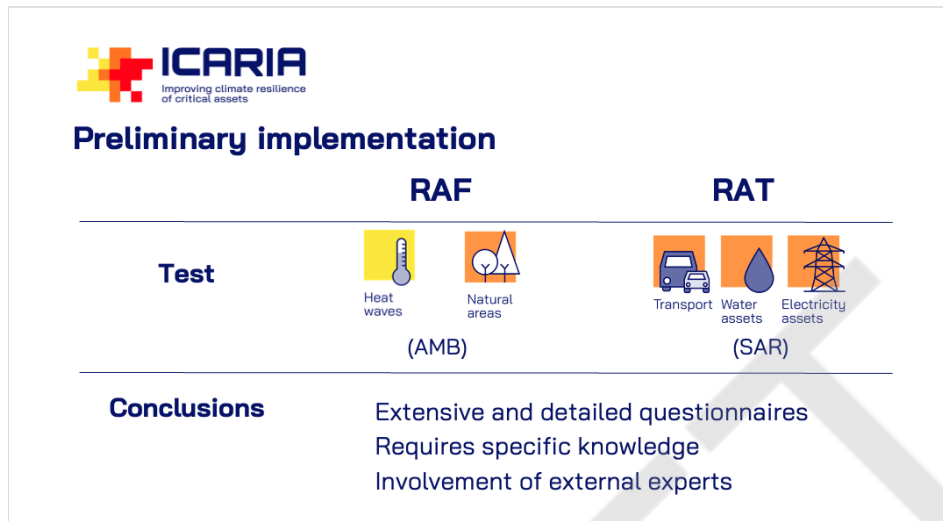 ICARIA
Improving climate resilience
of critical assets
Preliminary implementation
RAF RAT
Test
Heat
waves
Natural
areas
Transport
Water
assets
Electricity
assets
(AMB) (SAR)
Conclusions
Extensive and detailed questionnaires
Requires specific knowledge
Involvement of external experts